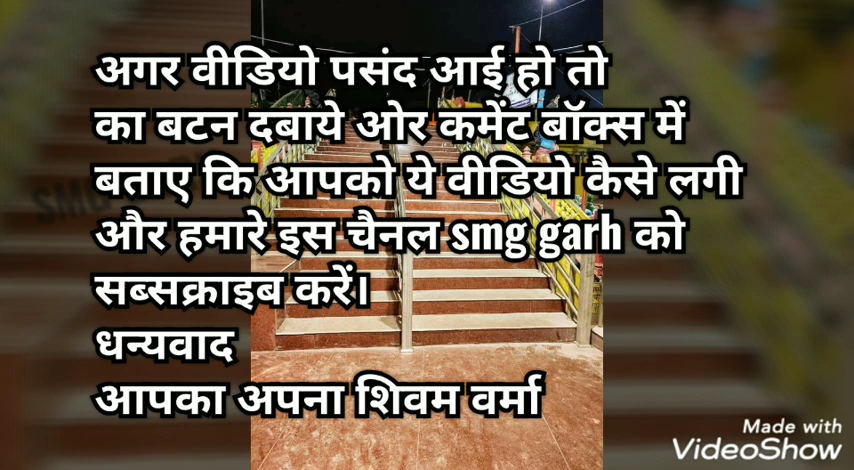 अगर वीडियो पसंद आई हो तो
का बटन दबाये ओर कमेंट बॉक्स में
बताए कि आपको ये वीडियो कैसे लगी
और हमारे इस चैनल smg garh को
सब्सक्राइब करें।
धन्यवाद
आपका अपना शिवम वर्मा
Made with
VideoShow